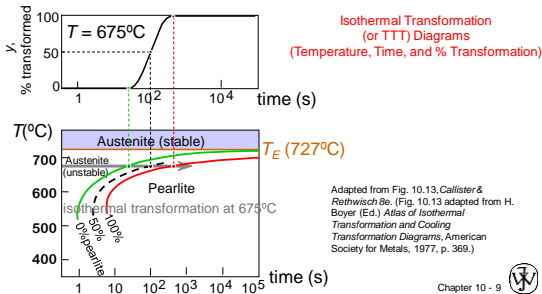 Isothermal Transformation
(or TTT) Diagrams
(Temperature, Time, and % Transformation)
y,
% transformed
100
50
0
T = 675°C
1
10²
10⁴
time (s)
T(ºC)
Austenite (stable)
T_E (727ºC)
700
Austenite
(unstable)
Pearlite
600
isothermal transformation at 675°C
500
0%pearlite
50%
100%
400
1
10
10²
10³
10⁴
10⁵
time (s)
Adapted from Fig. 10.13,Callister &
Rethwisch 8e. (Fig. 10.13 adapted from H.
Boyer (Ed.) Atlas of Isothermal
Transformation and Cooling
Transformation Diagrams, American
Society for Metals, 1977, p. 369.)
Chapter 10 - 9